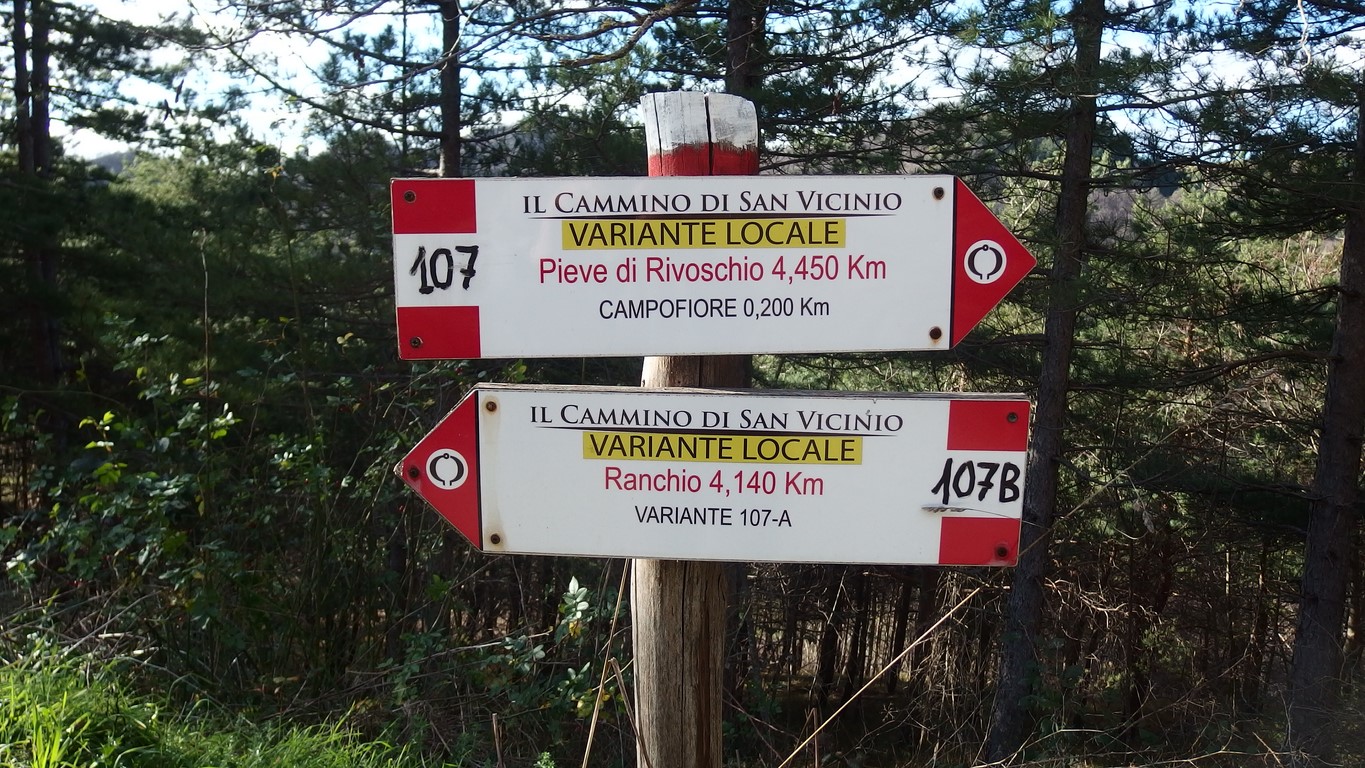 IL CAMMINO DI SAN VICINIO
VARIANTE LOCALE
107
Pieve di Rivoschio 4,450 Km
CAMPOFIORE 0,200 Km
IL CAMMINO DI SAN VICINIO
VARIANTE LOCALE
Ranchio 4,140 Km
107B
VARIANTE 107-A